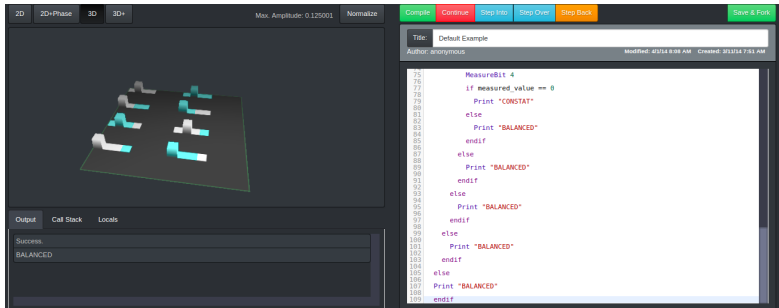 2D 2D+Phase 3D 3D+ Max. Amplitude: 0.125001 Normalize
Output Call Stack Locals
Success.
BALANCED
Compile Continue Step Into Step Over Step Back Save & Fork
Title: Default Example
Author: anonymous Modified: 4/1/14 8:08 AM Created: 3/11/14 7:51 AM
75 MeasureBit 4
76
77 if measured_value == 0
78
79 Print "CONSTAT"
80
81 else
82
83 Print "BALANCED"
84
85 endif
86
87 else
88
89 Print "BALANCED"
90
91 endif
92
93 else
94
95 Print "BALANCED"
96
97 endif
98
99 else
100
101 Print "BALANCED"
102
103 endif
104
105 else
106
107 Print "BALANCED"
108
109 endif